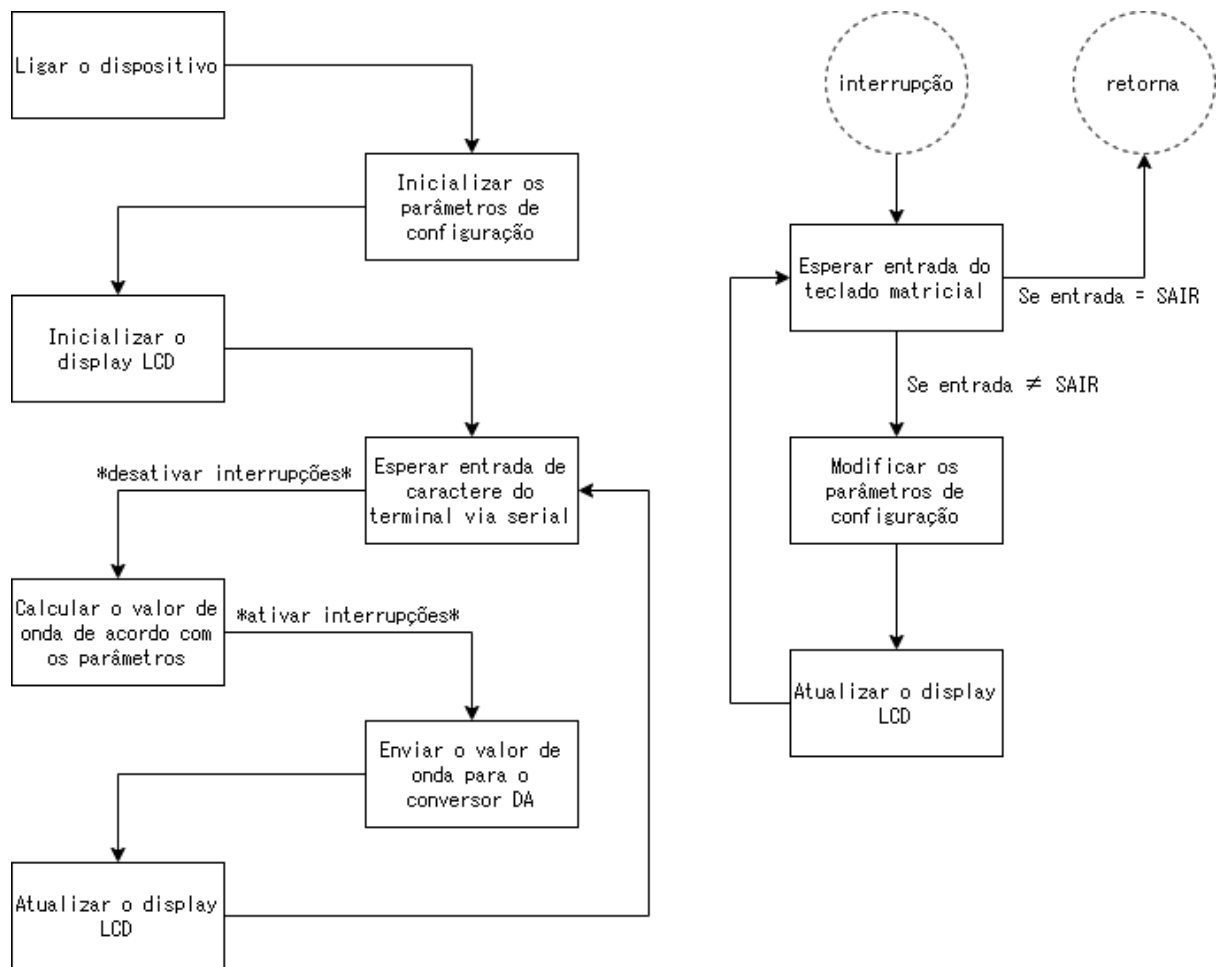 Ligar o dispositivo
Inicializar os
parâmetros de
configuração
Inicializar o
display LCD
Esperar entrada de
caractere do
terminal via serial
*desativar interrupções*
Calcular o valor de
onda de acordo com
os parâmetros
*ativar interrupções*
Enviar o valor de
onda para o
conversor DA
Atualizar o display
LCD
interrupção
retorna
Esperar entrada do
teclado matricial
Se entrada = SAIR
Se entrada ≠ SAIR
Modificar os
parâmetros de
configuração
Atualizar o display
LCD